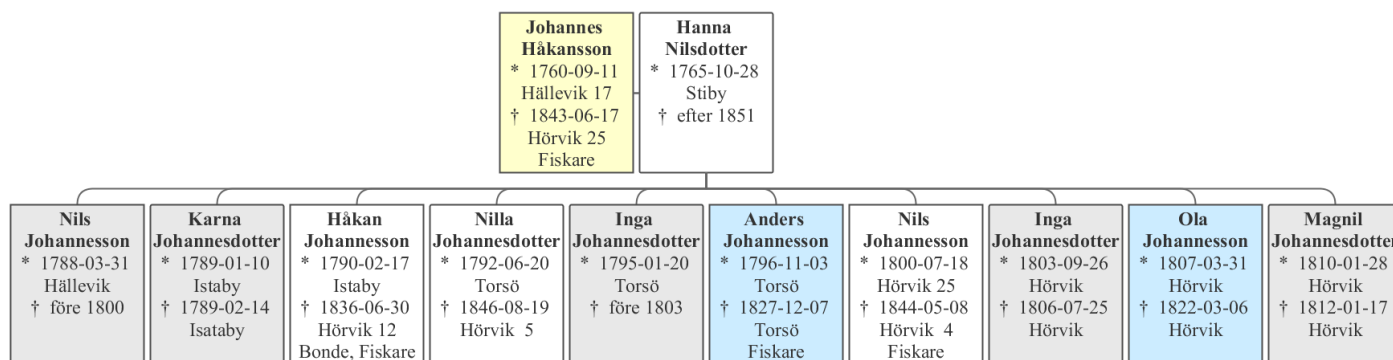 Johannes
Håkansson
* 1760-09-11
Hällevik 17
† 1843-06-17
Hörvik 25
Fiskare
Hanna
Nilsdotter
* 1765-10-28
Stiby
† efter 1851
Nils
Johannesson
* 1788-03-31
Hällevik
† före 1800
Karna
Johannesdotter
* 1789-01-10
Istaby
† 1789-02-14
Isataby
Håkan
Johannesson
* 1790-02-17
Istaby
† 1836-06-30
Hörvik 12
Bonde, Fiskare
Nilla
Johannesdotter
* 1792-06-20
Torsö
† 1846-08-19
Hörvik 5
Inga
Johannesdotter
* 1795-01-20
Torsö
† före 1803
Anders
Johannesson
* 1796-11-03
Torsö
† 1827-12-07
Torsö
Fiskare
Nils
Johannesson
* 1800-07-18
Hörvik 25
† 1844-05-08
Hörvik 4
Fiskare
Inga
Johannesdotter
* 1803-09-26
Hörvik
† 1806-07-25
Hörvik
Ola
Johannesson
* 1807-03-31
Hörvik
† 1822-03-06
Hörvik
Magnil
Johannesdotter
* 1810-01-28
Hörvik
† 1812-01-17
Hörvik